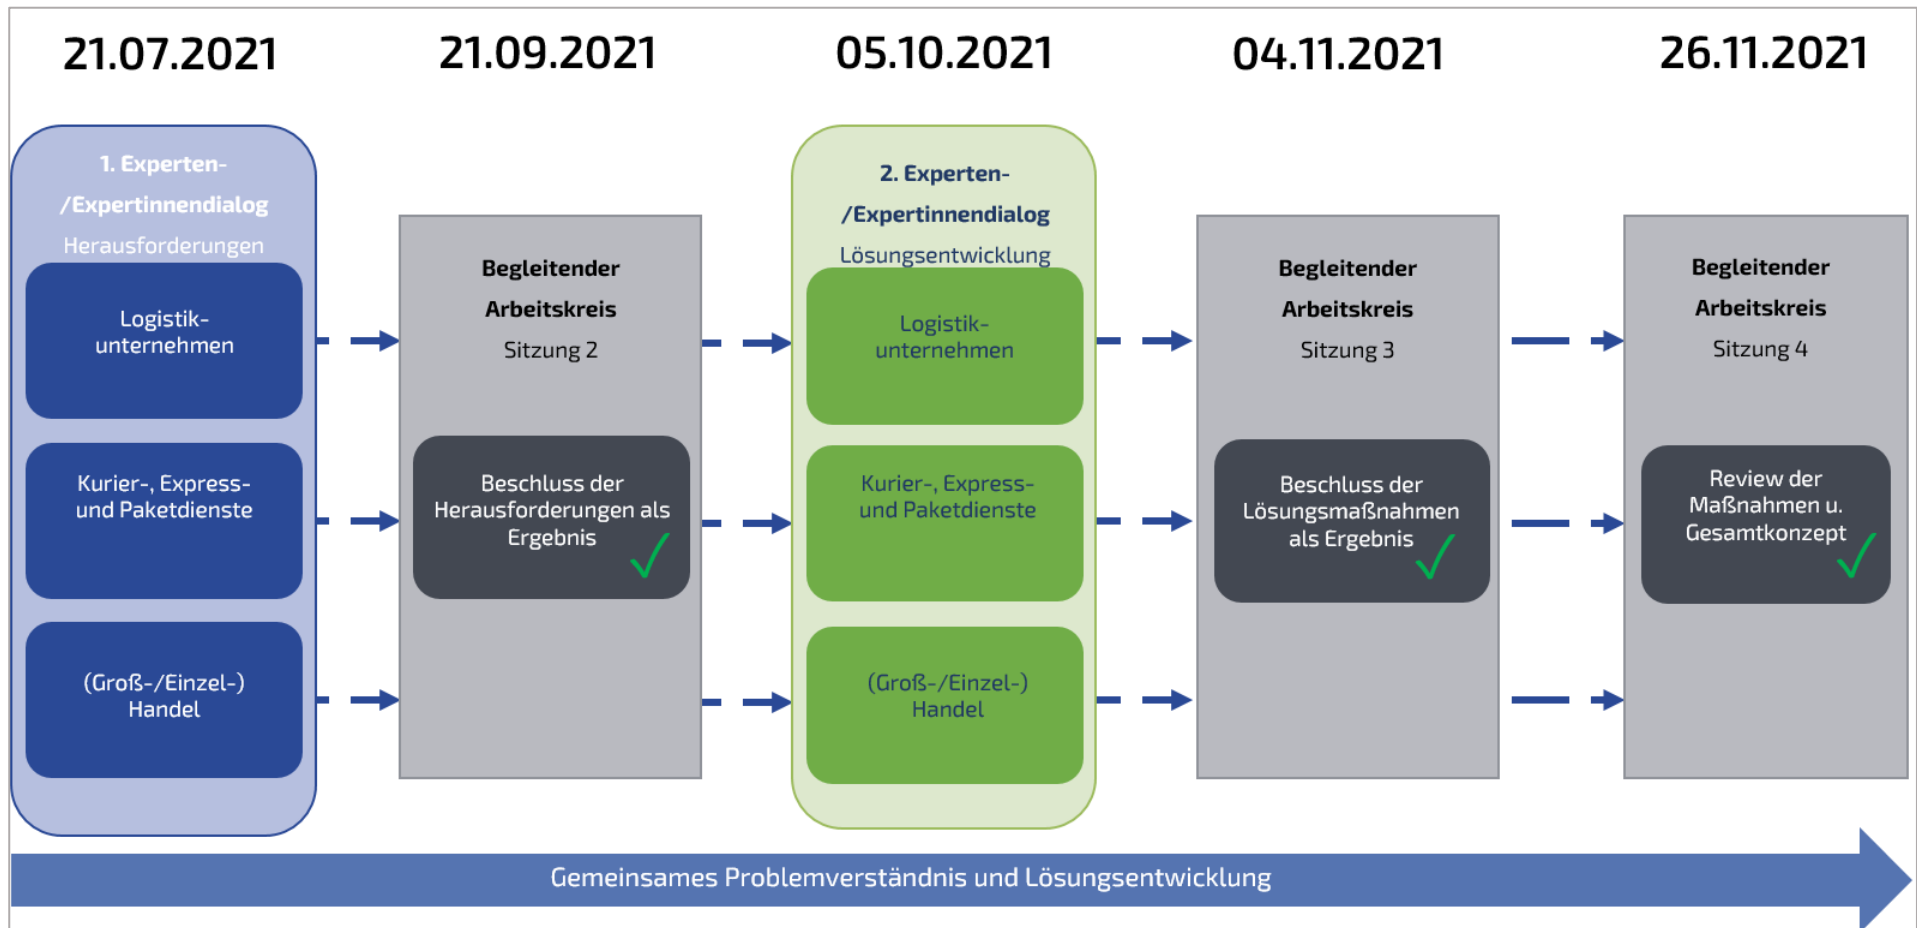 21.07.2021
21.09.2021
05.10.2021
04.11.2021
26.11.2021
1. Experten-
/Expertinnendialog
Herausforderungen
Logistik-
unternehmen
Kurier-, Express-
und Paketdienste
(Groß-/Einzel-)
Handel
Begleitender
Arbeitskreis
Sitzung 2
Beschluss der
Herausforderungen als
Ergebnis
2. Experten-
/Expertinnendialog
Lösungsentwicklung
Logistik-
unternehmen
Kurier-, Express-
und Paketdienste
(Groß-/Einzel-)
Handel
Begleitender
Arbeitskreis
Sitzung 3
Beschluss der
Lösungsmaßnahmen
als Ergebnis
Begleitender
Arbeitskreis
Sitzung 4
Review der
Maßnahmen u.
Gesamtkonzept
Gemeinsames Problemverständnis und Lösungsentwicklung